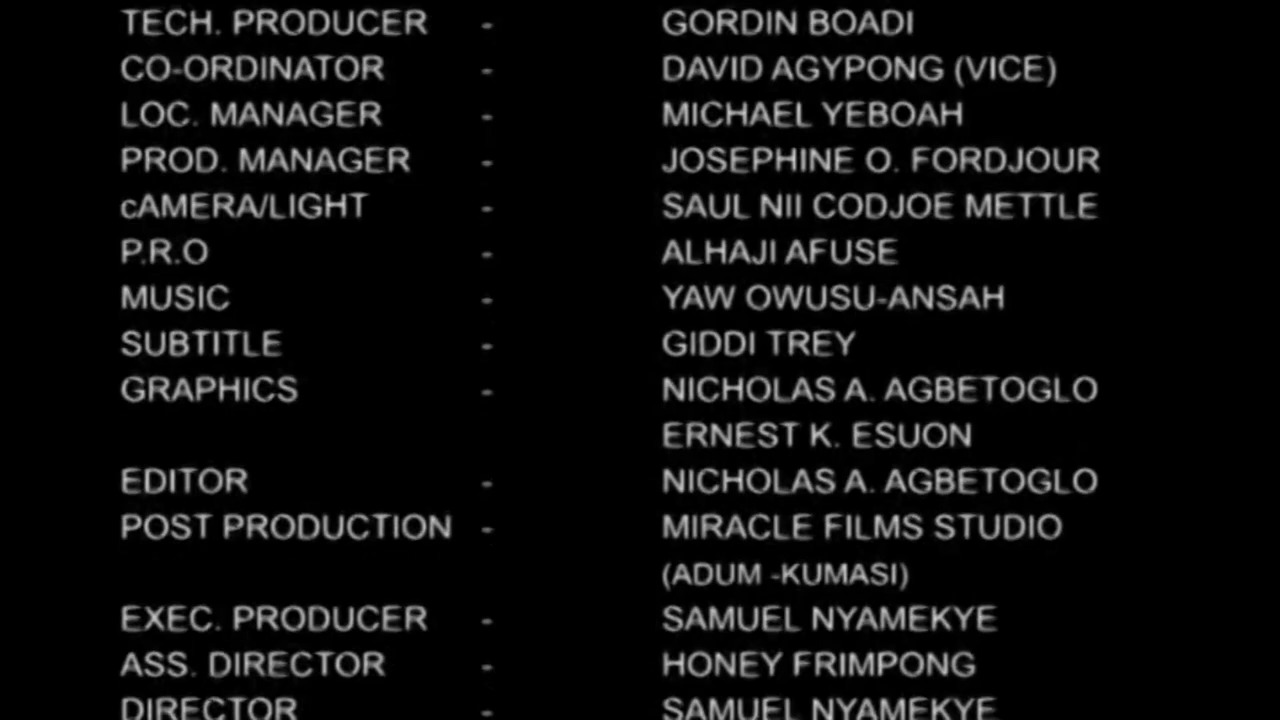 TECH. PRODUCER - GORDIN BOADI
CO-ORDINATOR - DAVID AGYPONG (VICE)
LOC. MANAGER - MICHAEL YEBOAH
PROD. MANAGER - JOSEPHINE O. FORDJOUR
cAMERA/LIGHT - SAUL NII CODJOE METTLE
P.R.O - ALHAJI AFUSE
MUSIC - YAW OWUSU-ANSAH
SUBTITLE - GIDDI TREY
GRAPHICS - NICHOLAS A. AGBETOGLO
ERNEST K. ESUON
EDITOR - NICHOLAS A. AGBETOGLO
POST PRODUCTION - MIRACLE FILMS STUDIO
(ADUM -KUMASI)
EXEC. PRODUCER - SAMUEL NYAMEKYE
ASS. DIRECTOR - HONEY FRIMPONG
DIRECTOR - SAMUEL NYAMEKYE